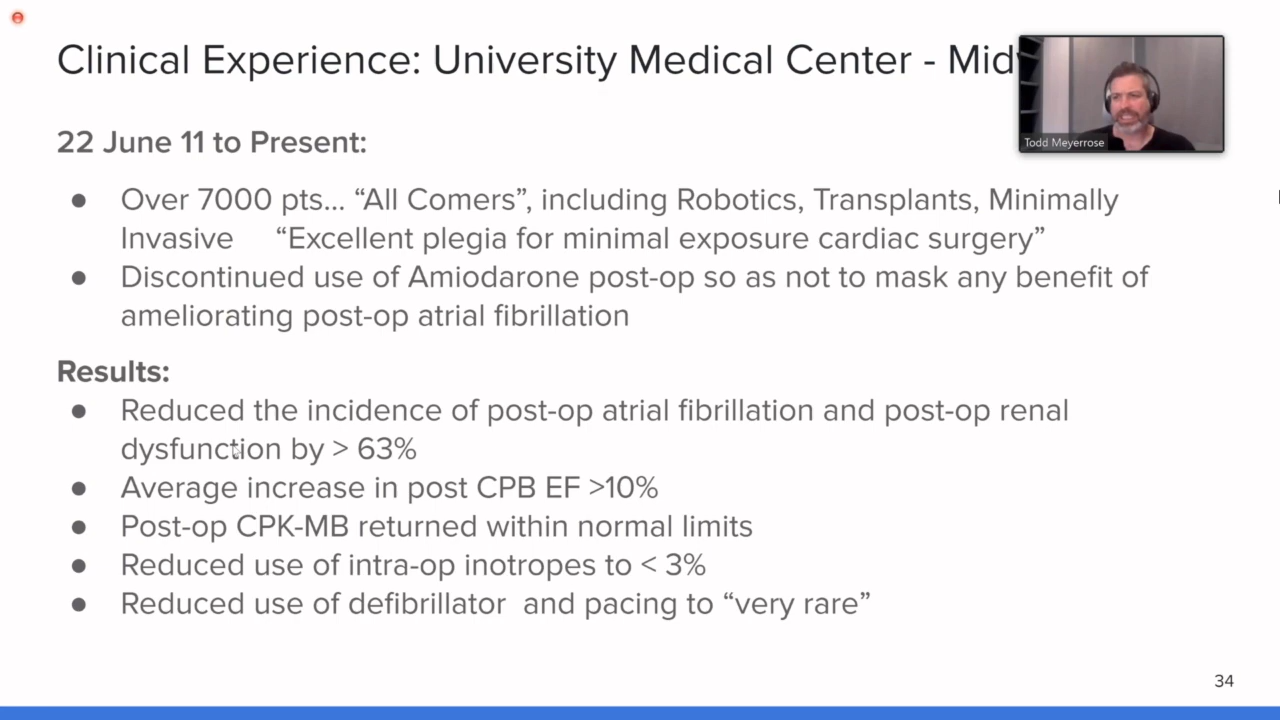 Clinical Experience: University Medical Center - Mid
22 June 11 to Present:
Todd Meyerrose
● Over 7000 pts... “All Comers”, including Robotics, Transplants, Minimally
Invasive “Excellent plegia for minimal exposure cardiac surgery”
● Discontinued use of Amiodarone post-op so as not to mask any benefit of
ameliorating post-op atrial fibrillation
Results:
● Reduced the incidence of post-op atrial fibrillation and post-op renal
dysfunction by > 63%
● Average increase in post CPB EF >10%
● Post-op CPK-MB returned within normal limits
● Reduced use of intra-op inotropes to < 3%
● Reduced use of defibrillator and pacing to “very rare”
34